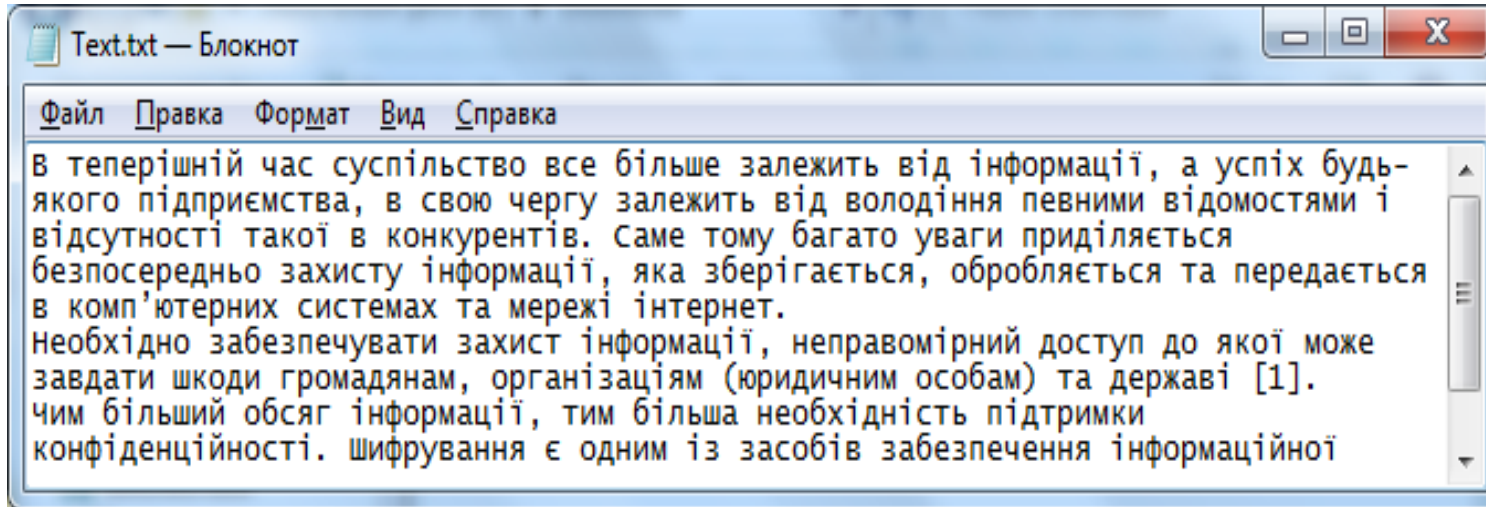 Text.txt — Блокнот
Файл Правка Формат Вид Справка
В теперішній час суспільство все більше залежить від інформації, а успіх будь-
якого підприємства, в свою чергу залежить від володіння певними відомостями і
відсутності такої в конкурентів. Саме тому багато уваги приділяється
безпосередньо захисту інформації, яка зберігається, обробляється та передається
в комп'ютерних системах та мережі інтернет.
Необхідно забезпечувати захист інформації, неправомірний доступ до якої може
завдати шкоди громадянам, організаціям (юридичним особам) та державі [1].
Чим більший обсяг інформації, тим більша необхідність підтримки
конфіденційності. Шифрування є одним із засобів забезпечення інформаційної